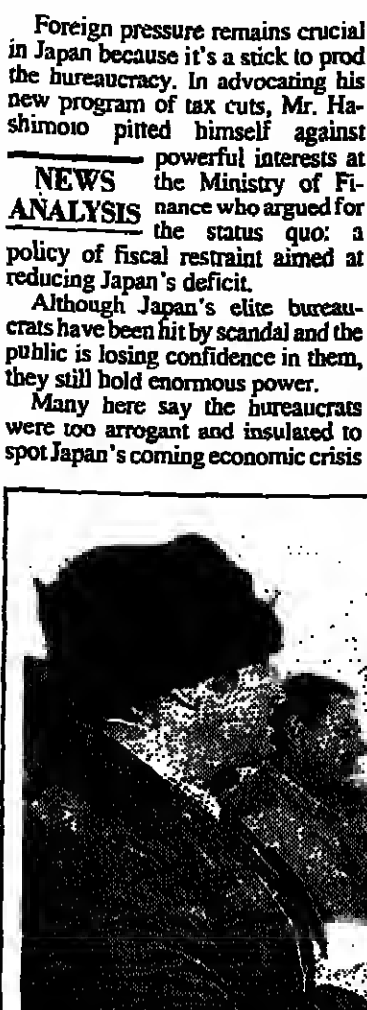 Foreign pressure remains crucial
in Japan because it's a stick to prod
the bureaucracy. In advocating his
new program of tax cuts, Mr. Ha-
shimoto pitted himself against
powerful interests at
the Ministry of Fi-
nance who argued for
the status quo: a
NEWS
ANALYSIS
policy of fiscal restraint aimed at
reducing Japan's deficit.
Although Japan's elite bureau-
crats have been hit by scandal and the
public is losing confidence in them,
they still hold enormous power.
Many here say the bureaucrats
were too arrogant and insulated to
spot Japan's coming economic crisis